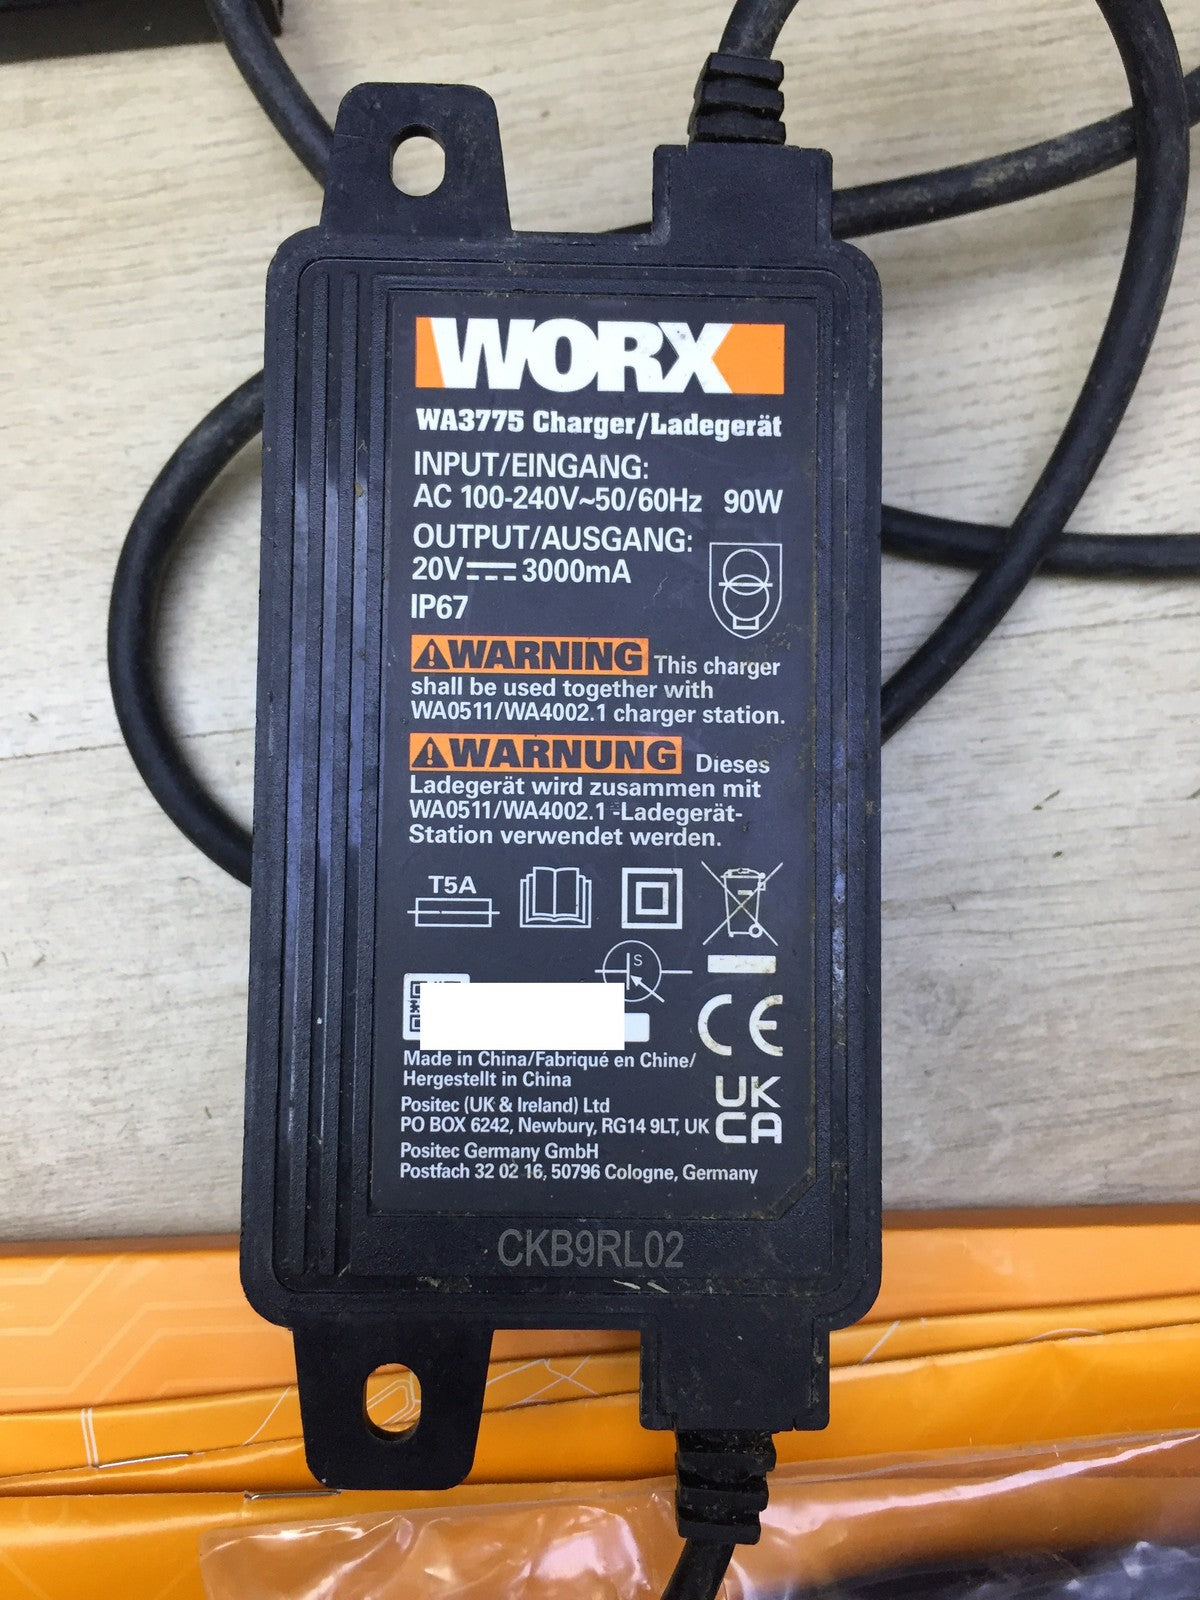 WORX
WA3775 Charger/Ladegerät
INPUT/EINGANG:
AC 100-240V~50/60Hz 90W
OUTPUT/AUSGANG:
20V⎓3000mA
IP67
WARNING This charger
shall be used together with
WA0511/WA4002.1 charger station.
WARNUNG Dieses
Ladegerät wird zusammen mit
WA0511/WA4002.1 -Ladegerät-
Station verwendet werden.
T5A
S
CE
Made in China/Fabriqué en Chine/
Hergestellt in China
UK
CA
Positec (UK & Ireland) Ltd
PO BOX 6242, Newbury, RG14 9LT, UK
Positec Germany GmbH
Postfach 32 02 16, 50796 Cologne, Germany
CKB9RL02